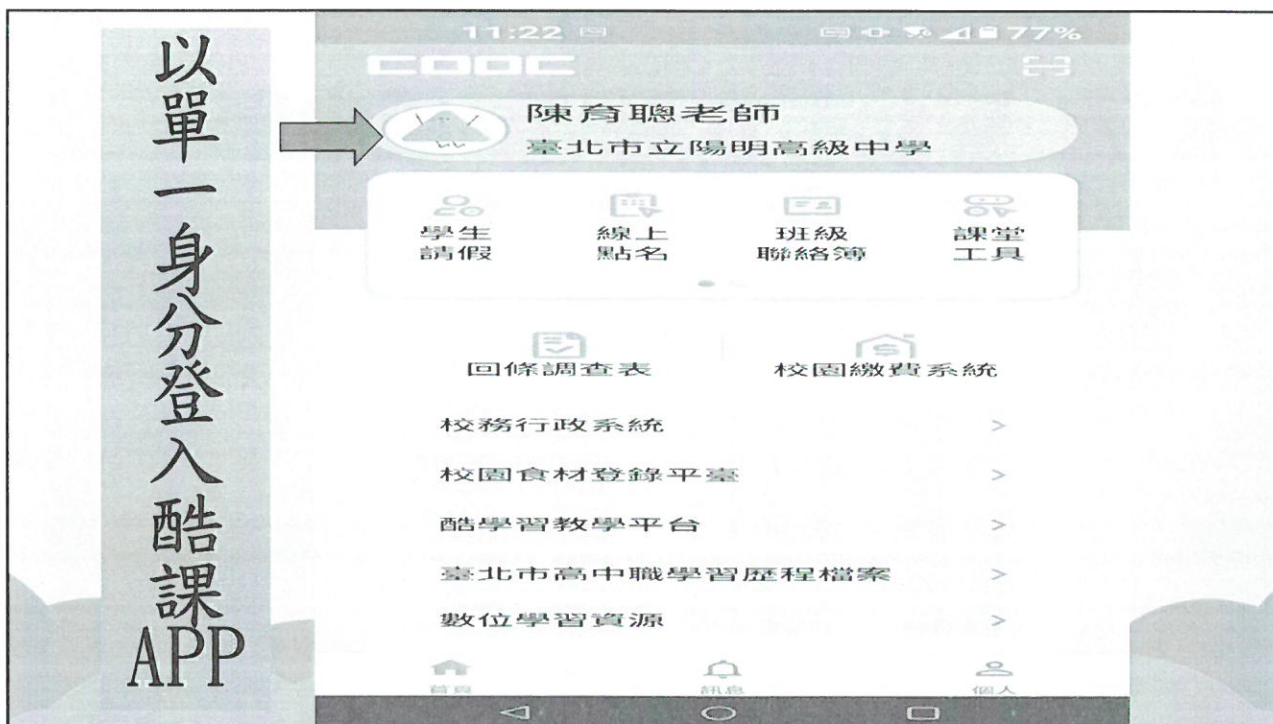 以單一身分登入酷課APP
11:22
77%
COOC
陳育聰老師
臺北市立陽明高級中學
學生請假
線上點名
班級聯絡簿
課堂工具
回條調查表
校園繳費系統
校務行政系統 >
校園食材登錄平臺 >
酷學習教學平台 >
臺北市高中職學習歷程檔案 >
數位學習資源 >
首頁
訊息
個人